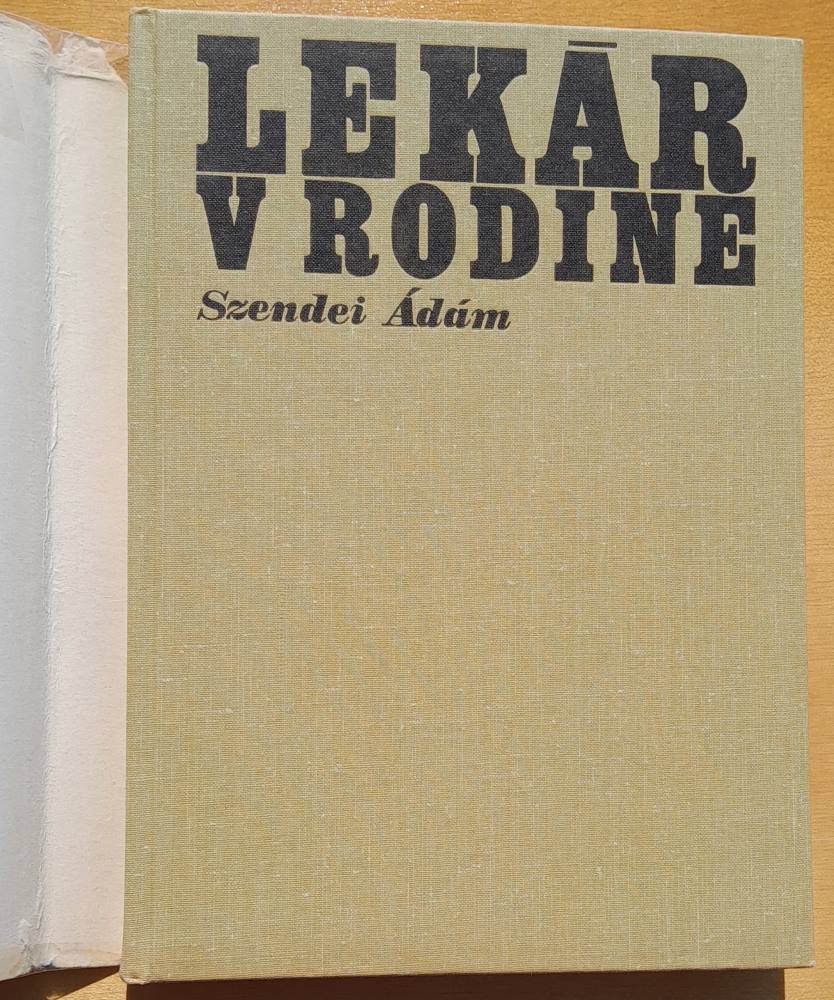 LEKÁR
V RODINE
Szendei Ádám